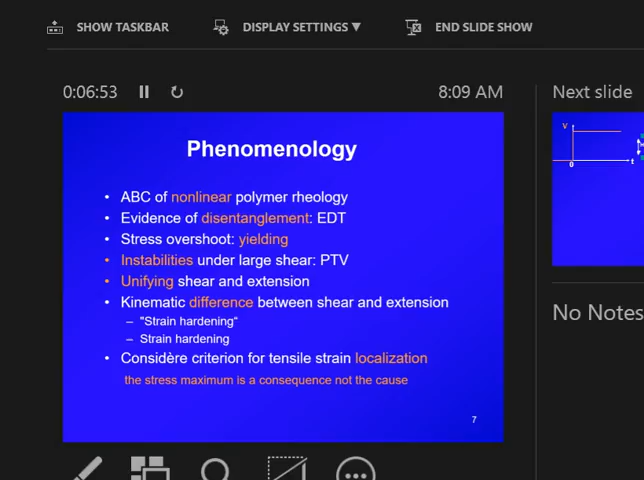 SHOW TASKBAR
DISPLAY SETTINGS ▼
END SLIDE SHOW
0:06:53
8:09 AM
Next slide
Phenomenology
• ABC of nonlinear polymer rheology
• Evidence of disentanglement: EDT
• Stress overshoot: yielding
• Instabilities under large shear: PTV
• Unifying shear and extension
• Kinematic difference between shear and extension
– "Strain hardening"
– Strain hardening
• Considère criterion for tensile strain localization
the stress maximum is a consequence not the cause
7
V
0
t
No Notes